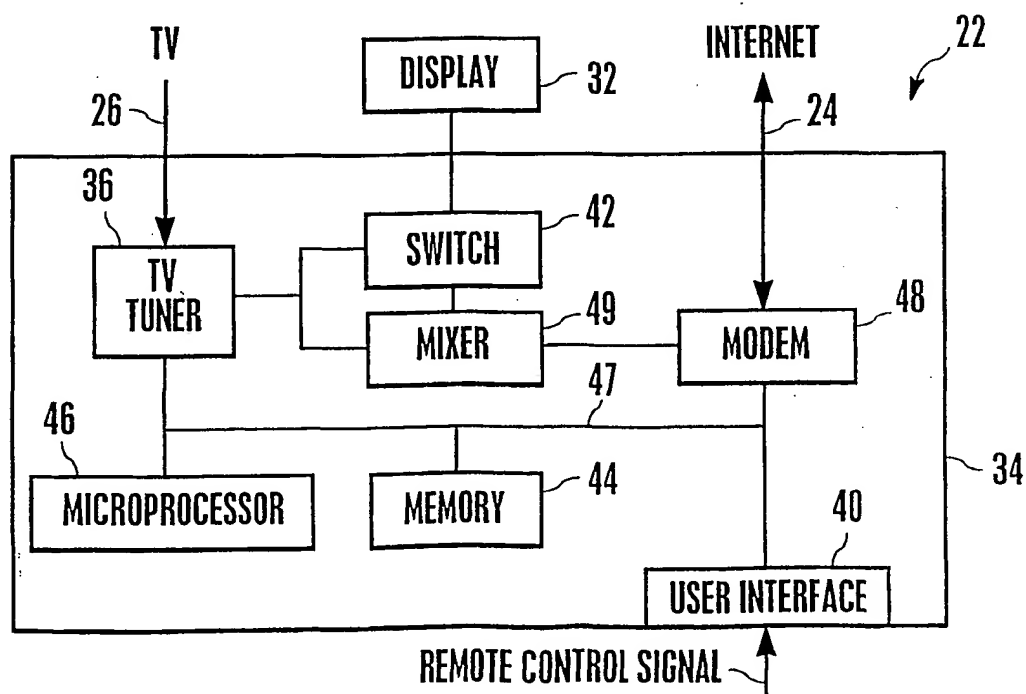 TV
INTERNET
22
DISPLAY
32
26
24
36
42
SWITCH
TV
TUNER
49
48
MIXER
MODEM
47
46
44
34
MICROPROCESSOR
MEMORY
40
USER INTERFACE
REMOTE CONTROL SIGNAL